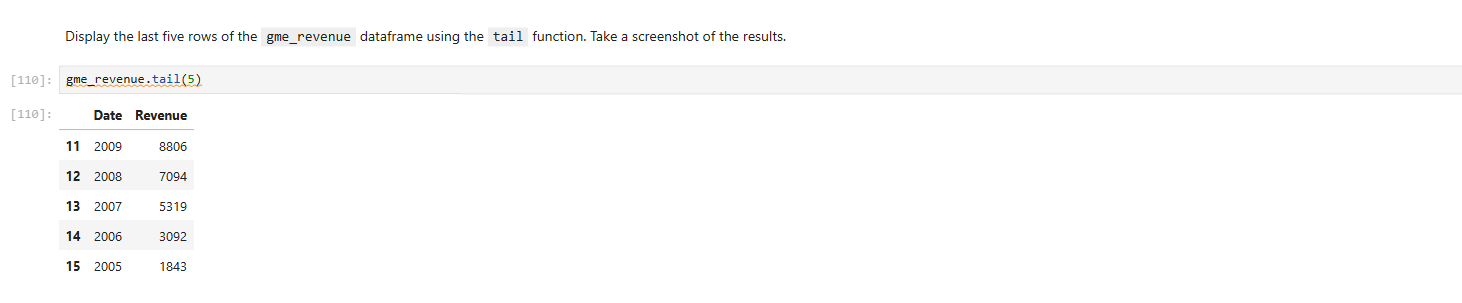 Display the last five rows of the gme_revenue dataframe using the tail function. Take a screenshot of the results.
[110]: gme_revenue.tail(5)
[110]: Date Revenue
11 2009 8806
12 2008 7094
13 2007 5319
14 2006 3092
15 2005 1843